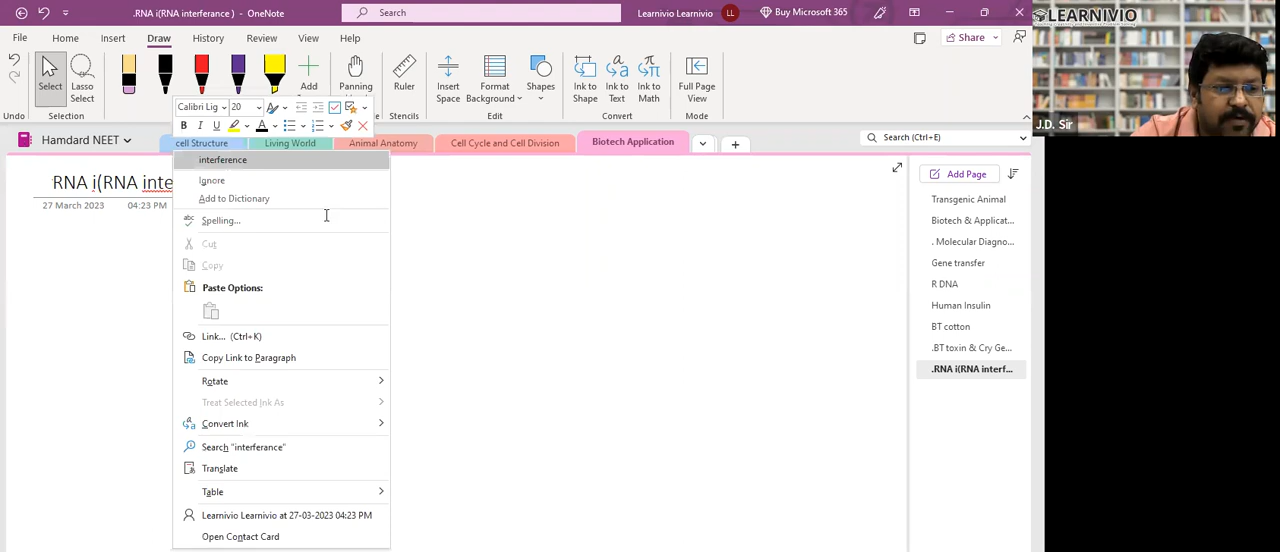 .RNA i(RNA interferance ) - OneNote
Search
Learnivio Learnivio
LL
Buy Microsoft 365
LEARNIVIO
File
Home
Insert
Draw
History
Review
View
Help
Share
Undo
Select
Lasso
Select
Add
Panning
Hand
Ruler
Insert
Space
Format
Background
Shapes
Ink to
Shape
Ink to
Text
Ink to
Math
Full Page
View
Stencils
Convert
Mode
Calibri Lig
20
J.D. Sir
Hamdard NEET
cell Structure
Living World
Animal Anatomy
Cell Cycle and Cell Division
Biotech Application
Search (Ctrl+E)
interference
.RNA i(RNA inte
Add Page
Ignore
27 March 2023
04:23 PM
Add to Dictionary
Transgenic Animal
abc
Spelling...
Biotech & Applicat...
Cut
. Molecular Diagno...
Copy
Gene transfer
Paste Options:
R DNA
Human Insulin
Link... (Ctrl+K)
BT cotton
Copy Link to Paragraph
.BT toxin & Cry Ge...
Rotate
.RNA i(RNA interf...
Treat Selected Ink As
Convert Ink
Search "interferance"
Translate
Table
Learnivio Learnivio at 27-03-2023 04:23 PM
Open Contact Card